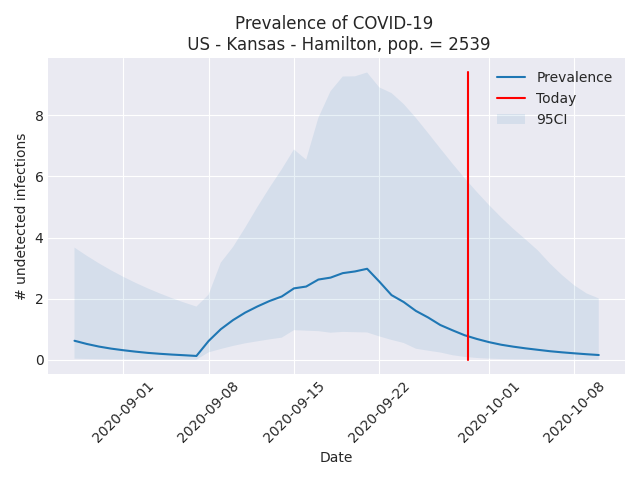 Prevalence of COVID-19
US - Kansas - Hamilton, pop. = 2539
Prevalence
Today
95CI
# undetected infections
8
6
4
2
0
2020-09-01
2020-09-08
2020-09-15
2020-09-22
2020-10-01
2020-10-08
Date